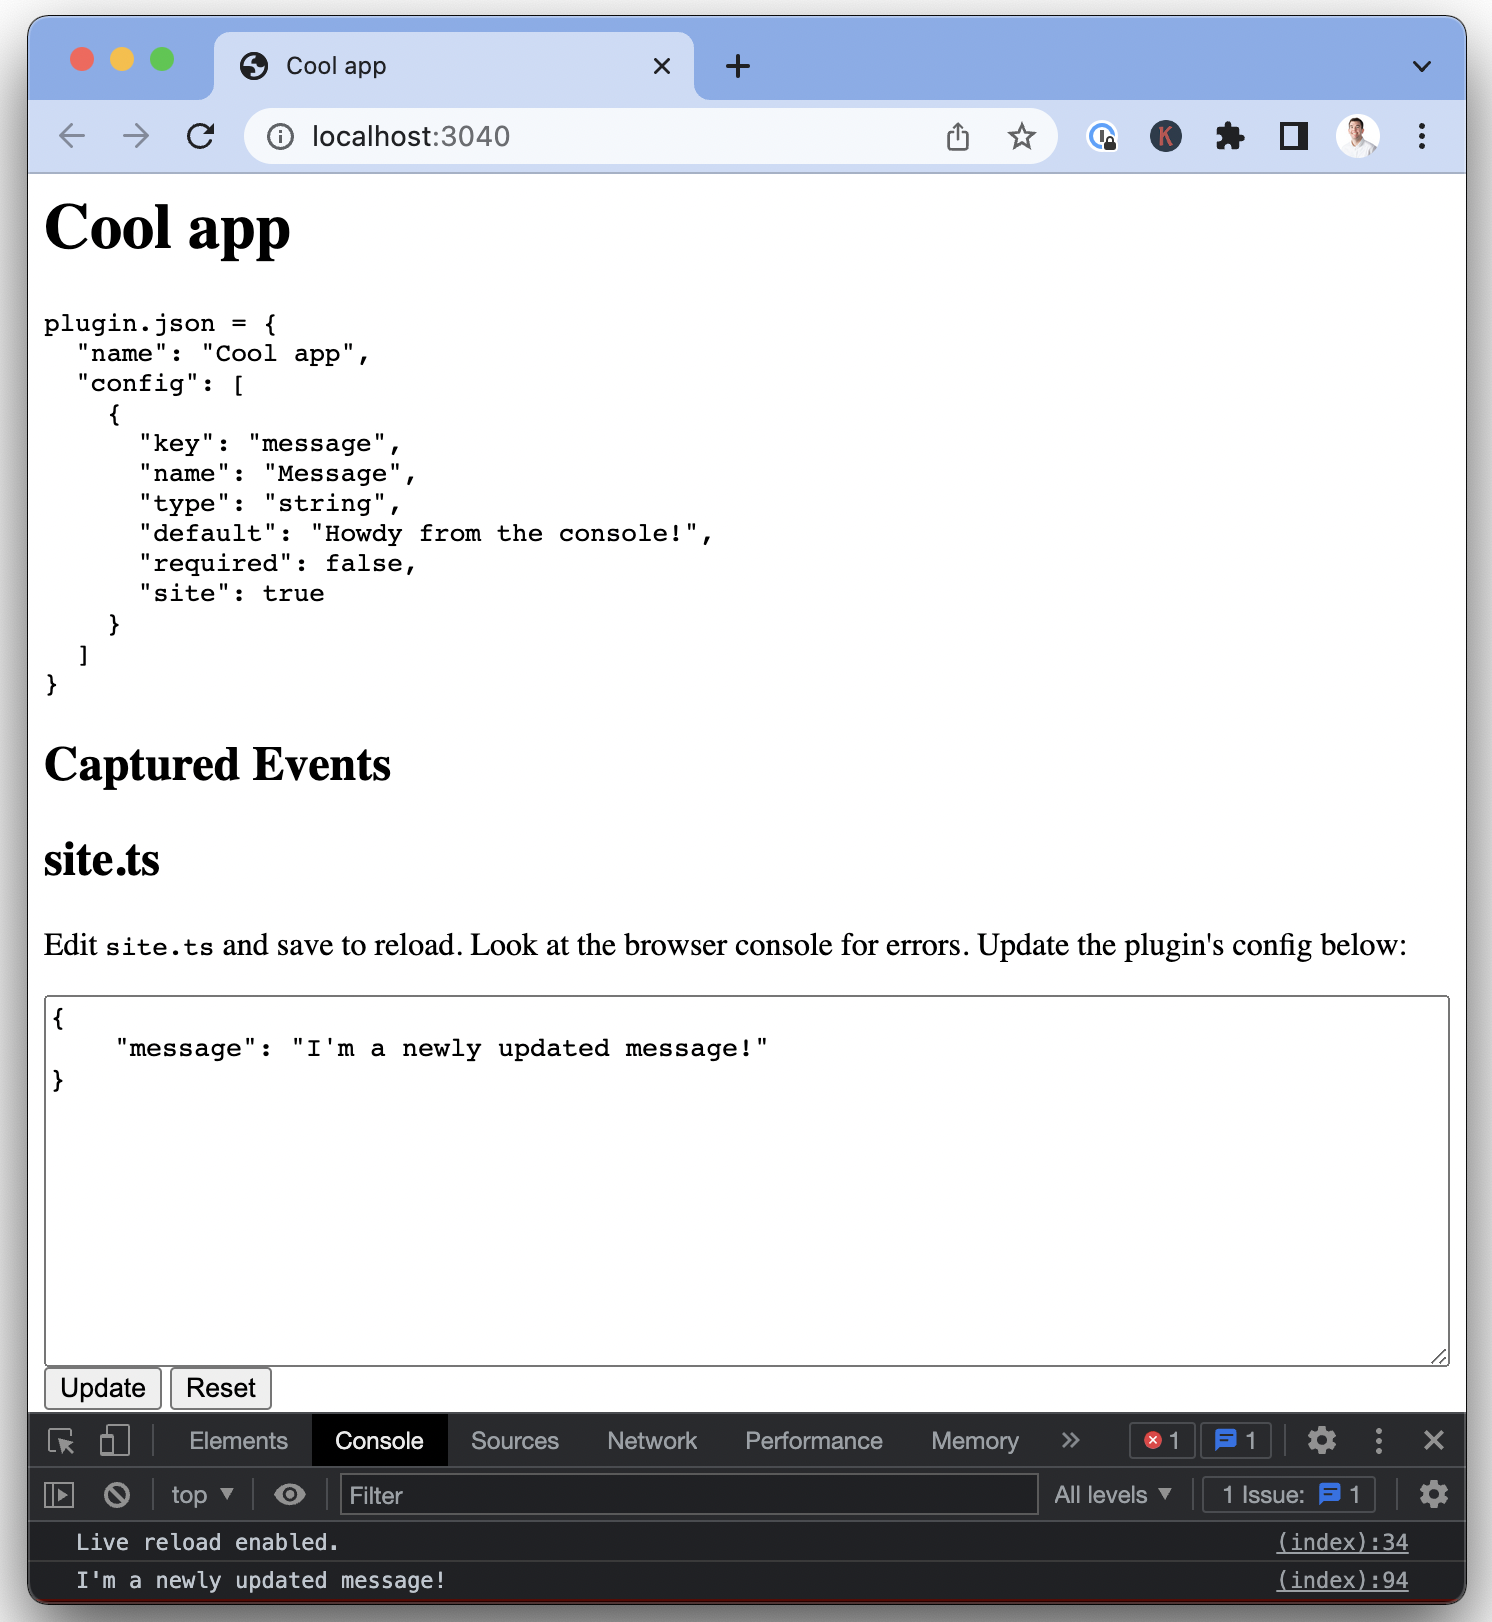 Cool app
localhost:3040
K
Cool app
plugin.json = {
  "name": "Cool app",
  "config": [
    {
      "key": "message",
      "name": "Message",
      "type": "string",
      "default": "Howdy from the console!",
      "required": false,
      "site": true
    }
  ]
}
Captured Events
site.ts
Edit site.ts and save to reload. Look at the browser console for errors. Update the plugin's config below:
{
    "message": "I'm a newly updated message!"
}
Update Reset
Elements Console Sources Network Performance Memory 1 1
top Filter All levels 1 Issue: 1
Live reload enabled. (index):34
I'm a newly updated message! (index):94